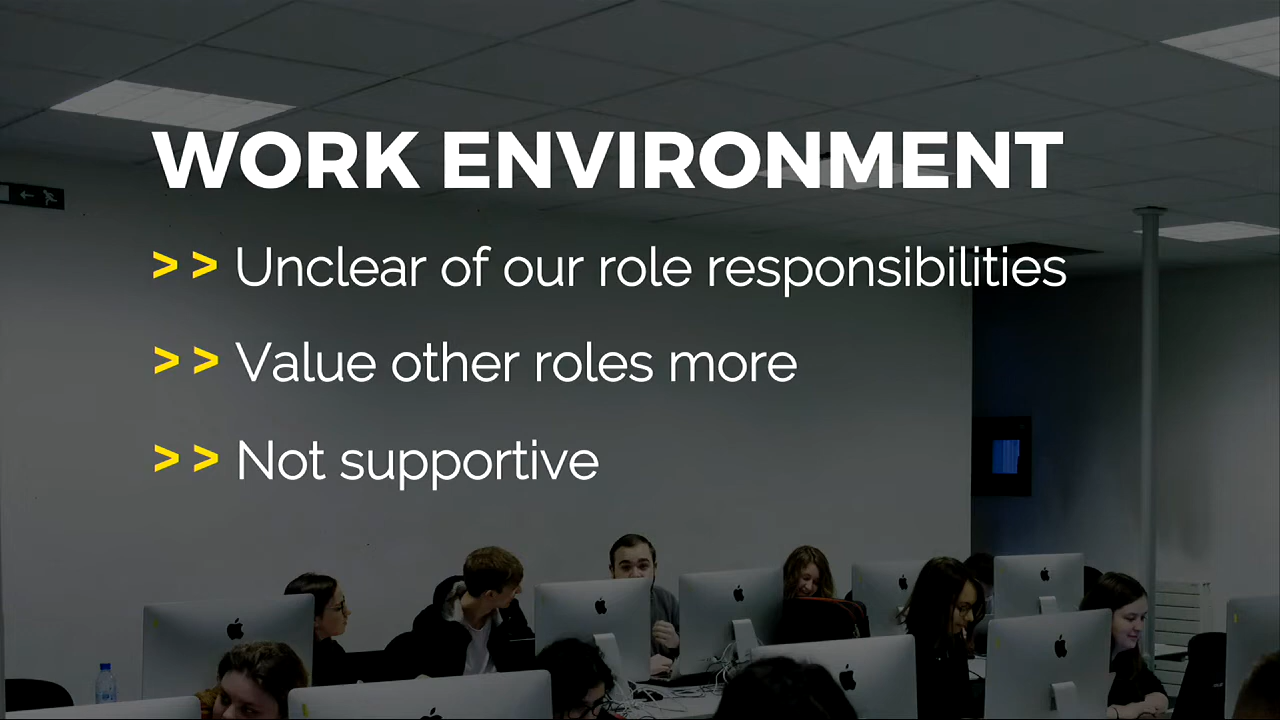 WORK ENVIRONMENT
>> Unclear of our role responsibilities
>> Value other roles more
>> Not supportive